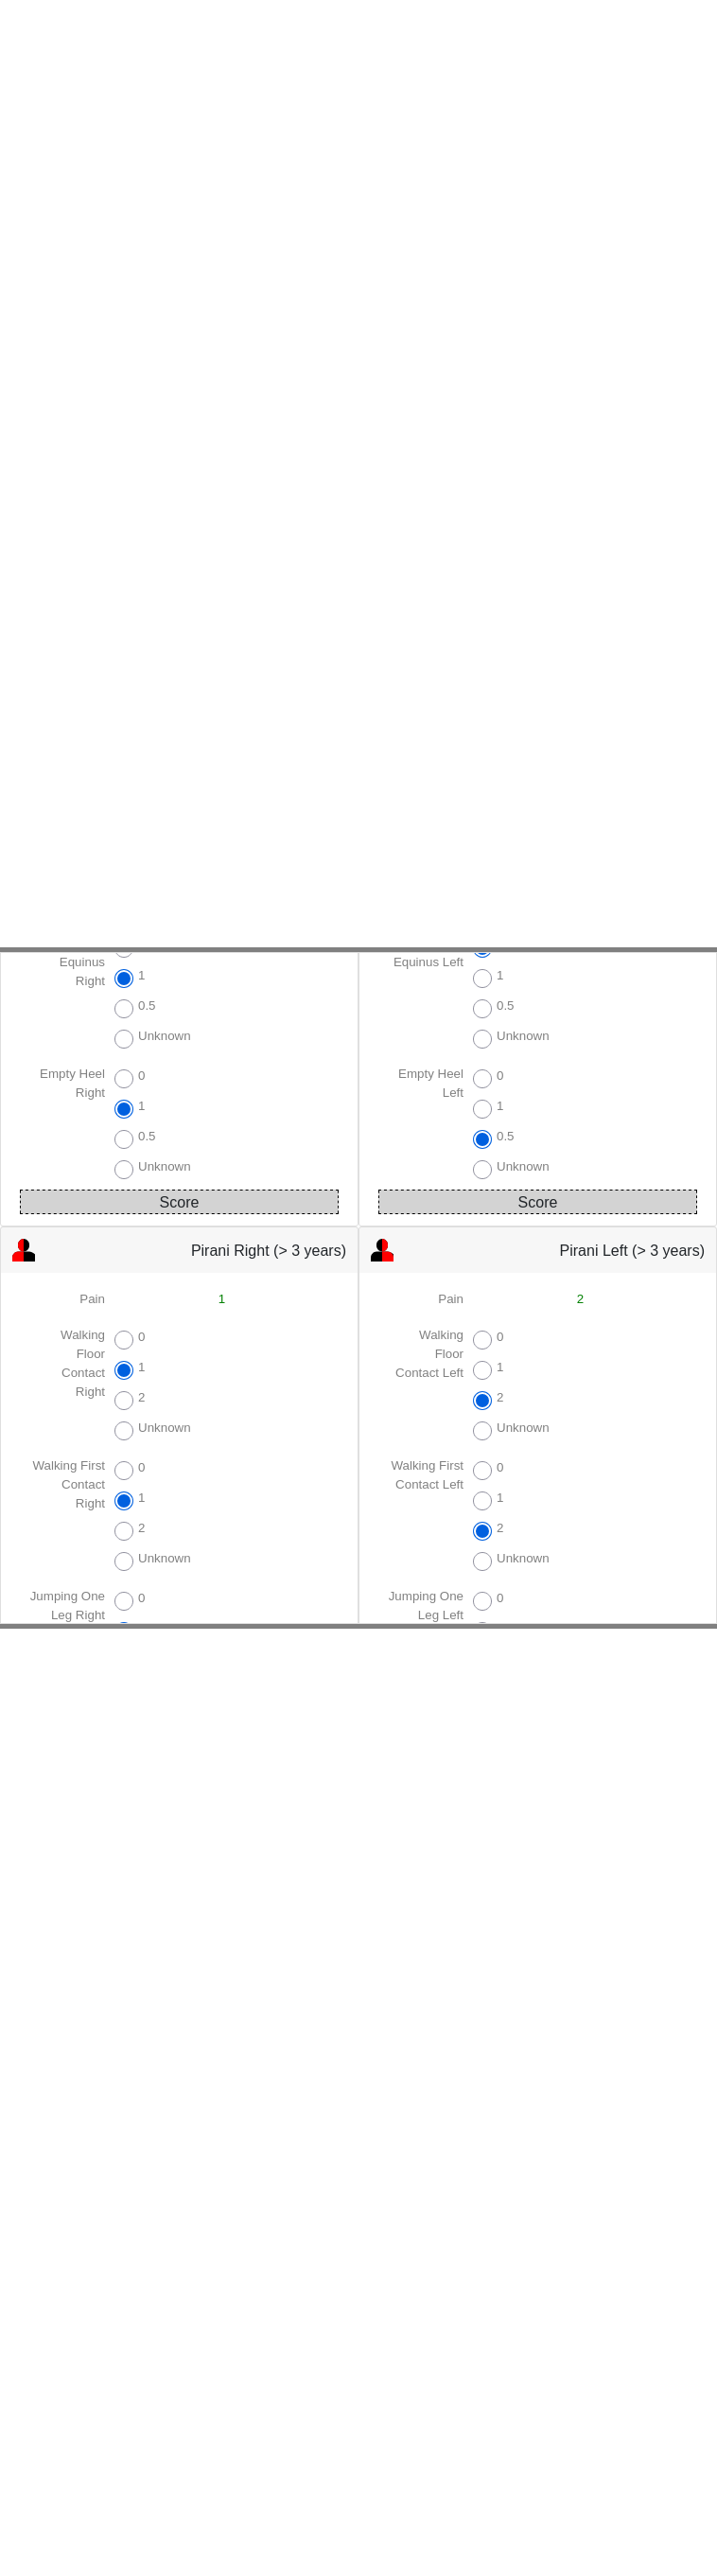 Equinus
Right
1
0.5
Unknown
Empty Heel
Right
0
1
0.5
Unknown
Score
Equinus Left
1
0.5
Unknown
Empty Heel
Left
0
1
0.5
Unknown
Score
Pirani Right (> 3 years)
Pain
1
Walking
Floor
Contact
Right
0
1
2
Unknown
Walking First
Contact
Right
0
1
2
Unknown
Jumping One
Leg Right
0
Pirani Left (> 3 years)
Pain
2
Walking
Floor
Contact Left
0
1
2
Unknown
Walking First
Contact Left
0
1
2
Unknown
Jumping One
Leg Left
0